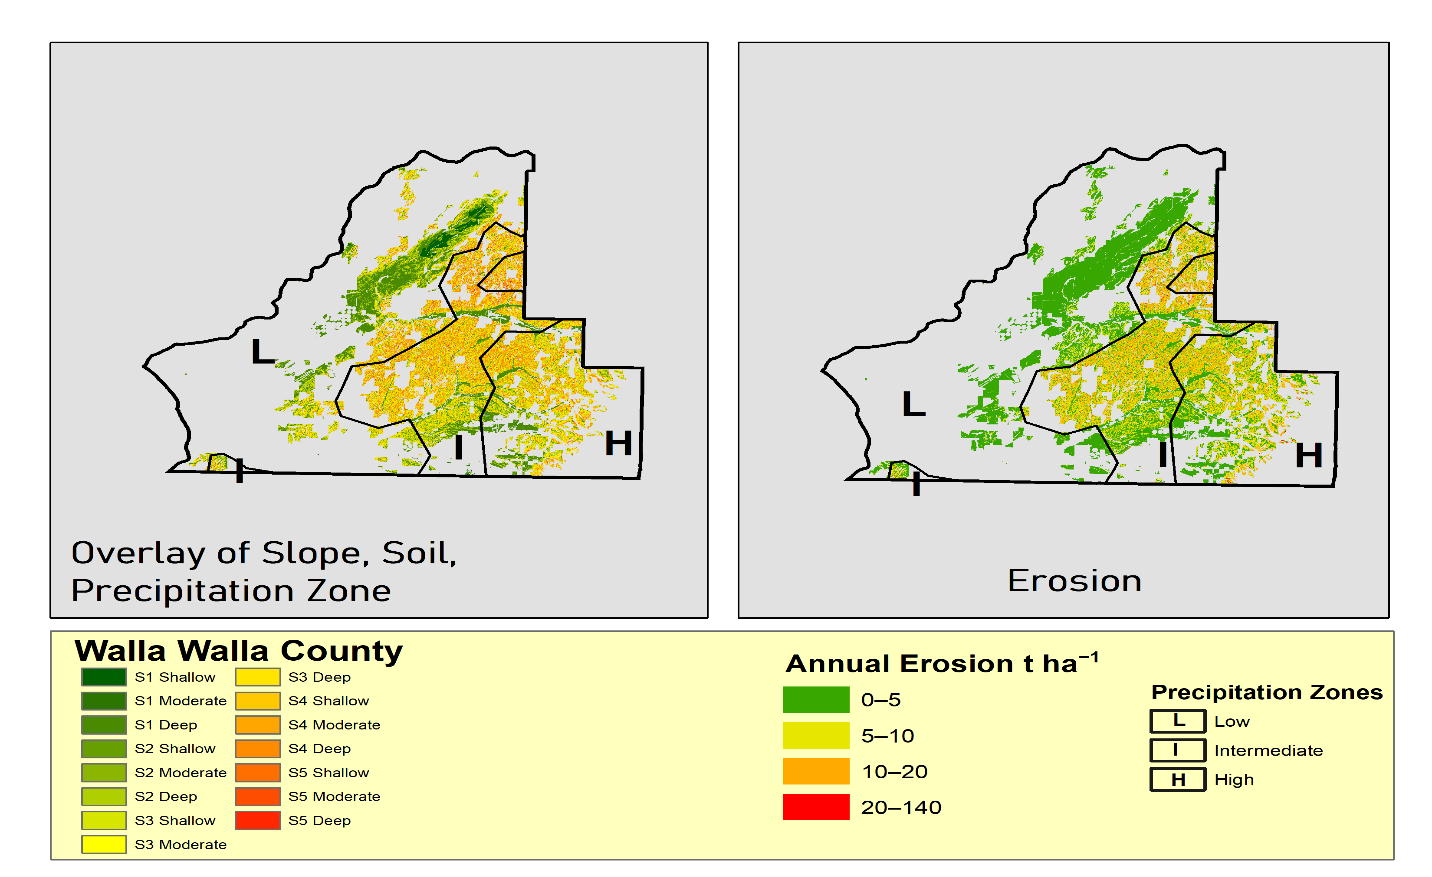 L
I
H
I
Overlay of Slope, Soil,
Precipitation Zone
L
I
H
I
Erosion
Walla Walla County
S1 Shallow
S1 Moderate
S1 Deep
S2 Shallow
S2 Moderate
S2 Deep
S3 Shallow
S3 Moderate
S3 Deep
S4 Shallow
S4 Moderate
S4 Deep
S5 Shallow
S5 Moderate
S5 Deep
Annual Erosion t ha⁻¹
0–5
5–10
10–20
20–140
Precipitation Zones
L Low
I Intermediate
H High